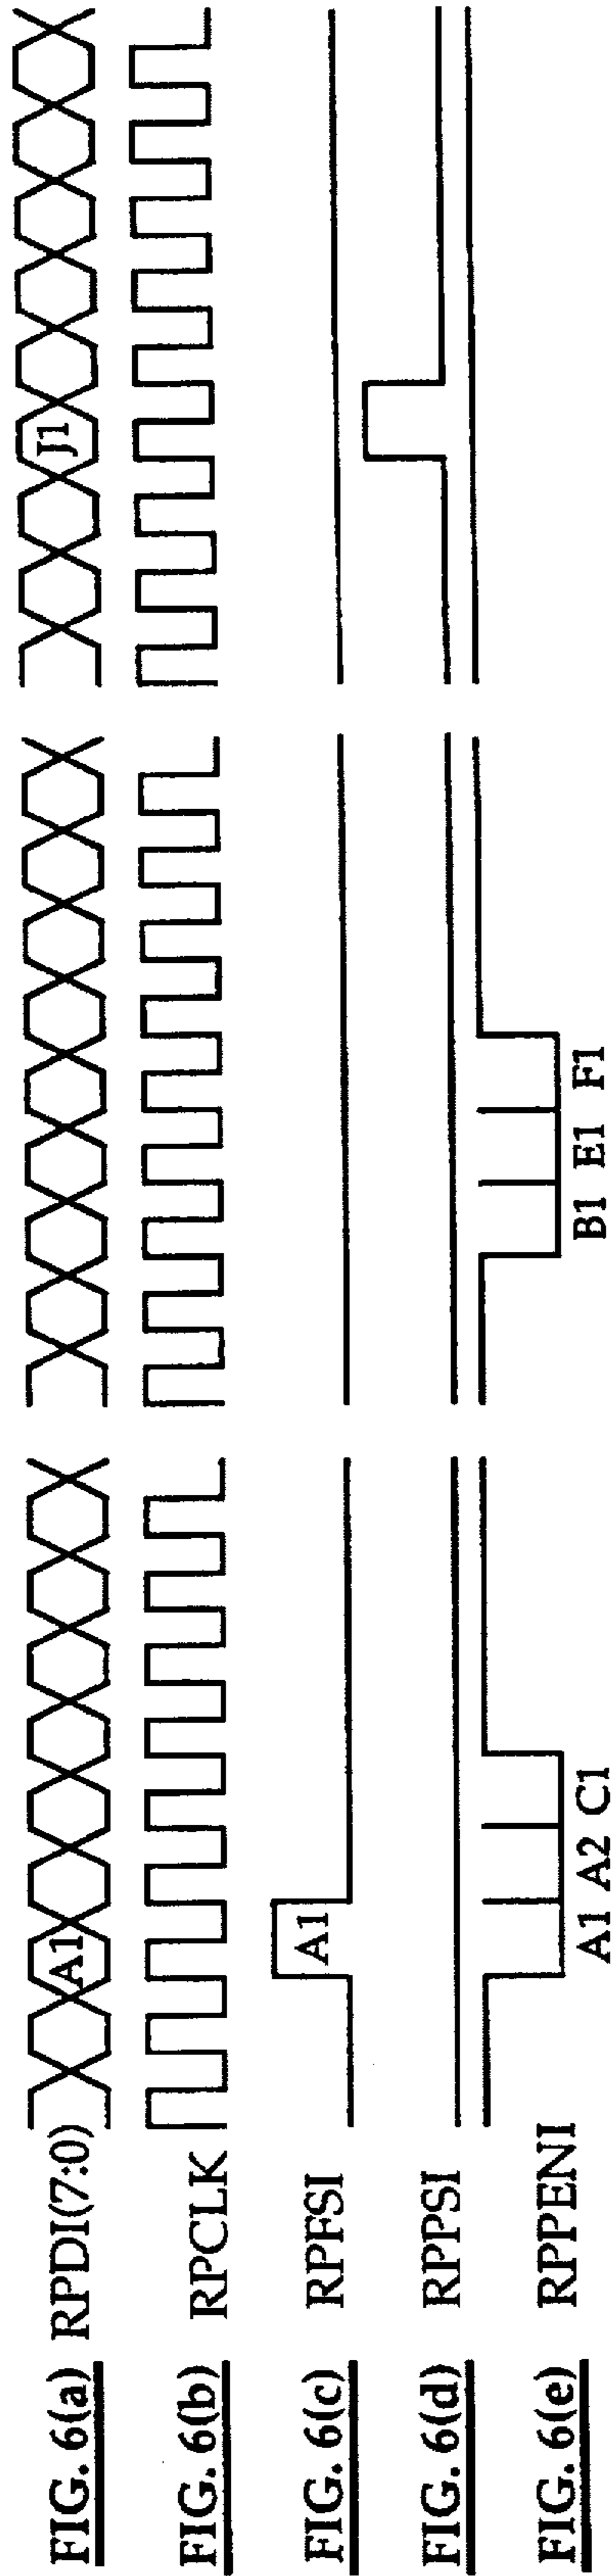 FIG. 6(a) RPDI(7:0) A1 J1
FIG. 6(b) RPCLK
FIG. 6(c) RPFSI A1
FIG. 6(d) RPPSI
FIG. 6(e) RPPENI
A1 A2 C1 B1 E1 F1